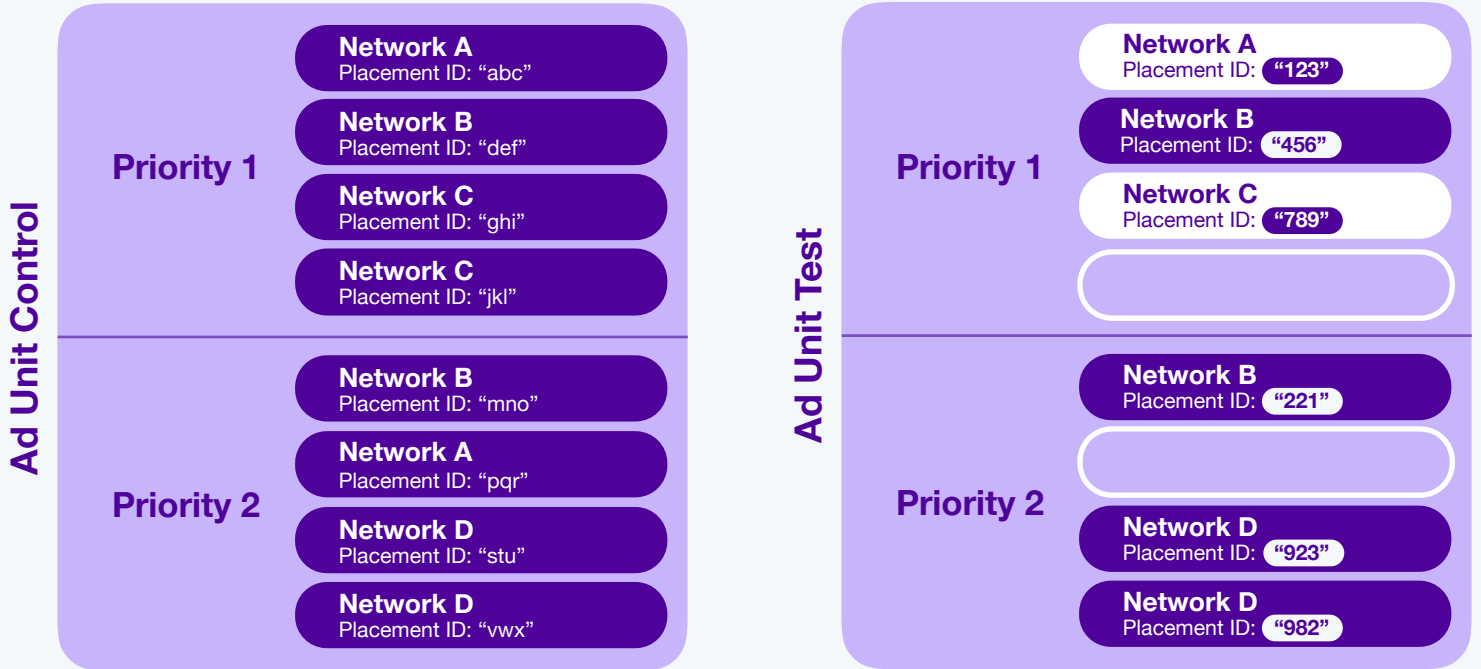 Ad Unit Control
Priority 1
Network A
Placement ID: “abc”
Network B
Placement ID: “def”
Network C
Placement ID: “ghi”
Network C
Placement ID: “jkl”
Priority 2
Network B
Placement ID: “mno”
Network A
Placement ID: “pqr”
Network D
Placement ID: “stu”
Network D
Placement ID: “vwx”
Ad Unit Test
Priority 1
Network A
Placement ID: “123”
Network B
Placement ID: “456”
Network C
Placement ID: “789”
Priority 2
Network B
Placement ID: “221”
Network D
Placement ID: “923”
Network D
Placement ID: “982”